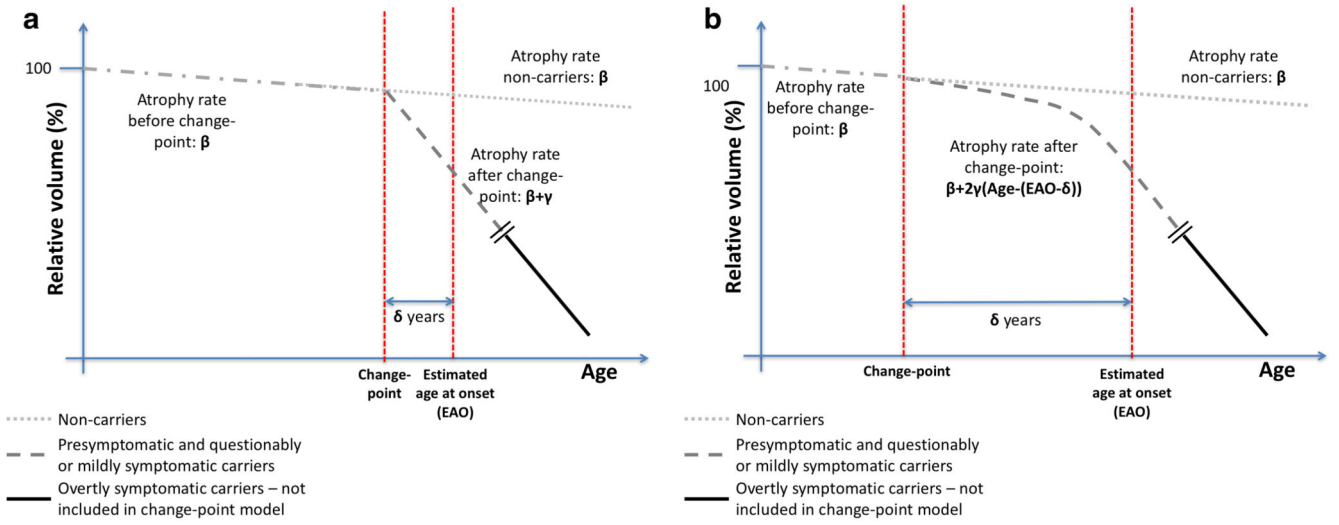 a
Relative volume (%)
100
Atrophy rate
before change-
point: β
Atrophy rate
non-carriers: β
Atrophy rate
after change-
point: β+γ
δ years
Change-
point
Estimated
age at onset
(EAO)
Age
Non-carriers
Presymptomatic and questionably
or mildly symptomatic carriers
Overtly symptomatic carriers – not
included in change-point model
b
Relative volume (%)
100
Atrophy rate
before change-
point: β
Atrophy rate
non-carriers: β
Atrophy rate after
change-point:
β+2γ(Age-(EAO-δ))
δ years
Change-point
Estimated
age at onset
(EAO)
Age
Non-carriers
Presymptomatic and questionably
or mildly symptomatic carriers
Overtly symptomatic carriers – not
included in change-point model